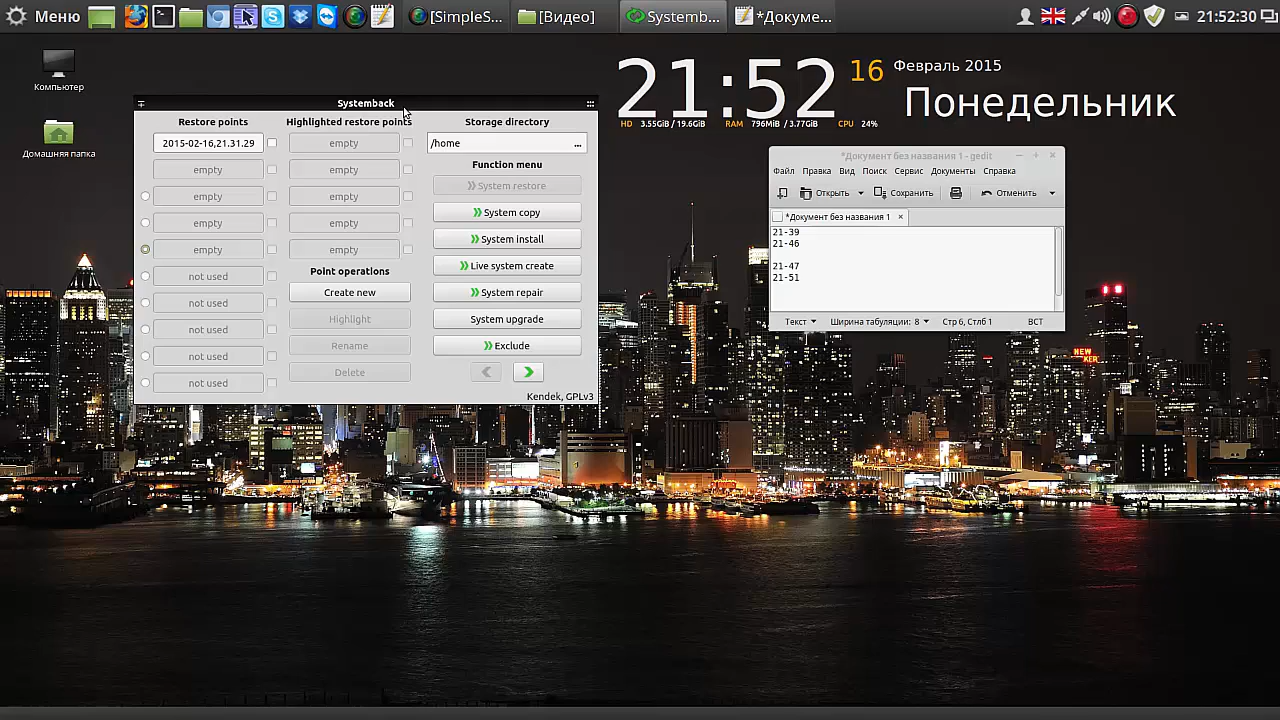 Меню
[SimpleS...
[Видео]
Systemb...
*Докуме...
21:52:30
Компьютер
Домашняя папка
21:52
16
Февраль 2015
Понедельник
HD 3.55GiB / 19.6GiB RAM 796MiB / 3.77GiB CPU 24%
Systemback
Restore points
2015-02-16,21.31.29
empty
empty
empty
empty
not used
not used
not used
not used
not used
Highlighted restore points
empty
empty
empty
empty
empty
Point operations
Create new
Highlight
Rename
Delete
Storage directory
/home
...
Function menu
System restore
System copy
System install
Live system create
System repair
System upgrade
Exclude
Kendek, GPLv3
*Документ без названия 1 - gedit
Файл Правка Вид Поиск Сервис Документы Справка
Открыть Сохранить Отменить
*Документ без названия 1
21-39
21-46
21-47
21-51
Текст Ширина табуляции: 8 Стр 6, Стлб 1 ВСТ
NEW